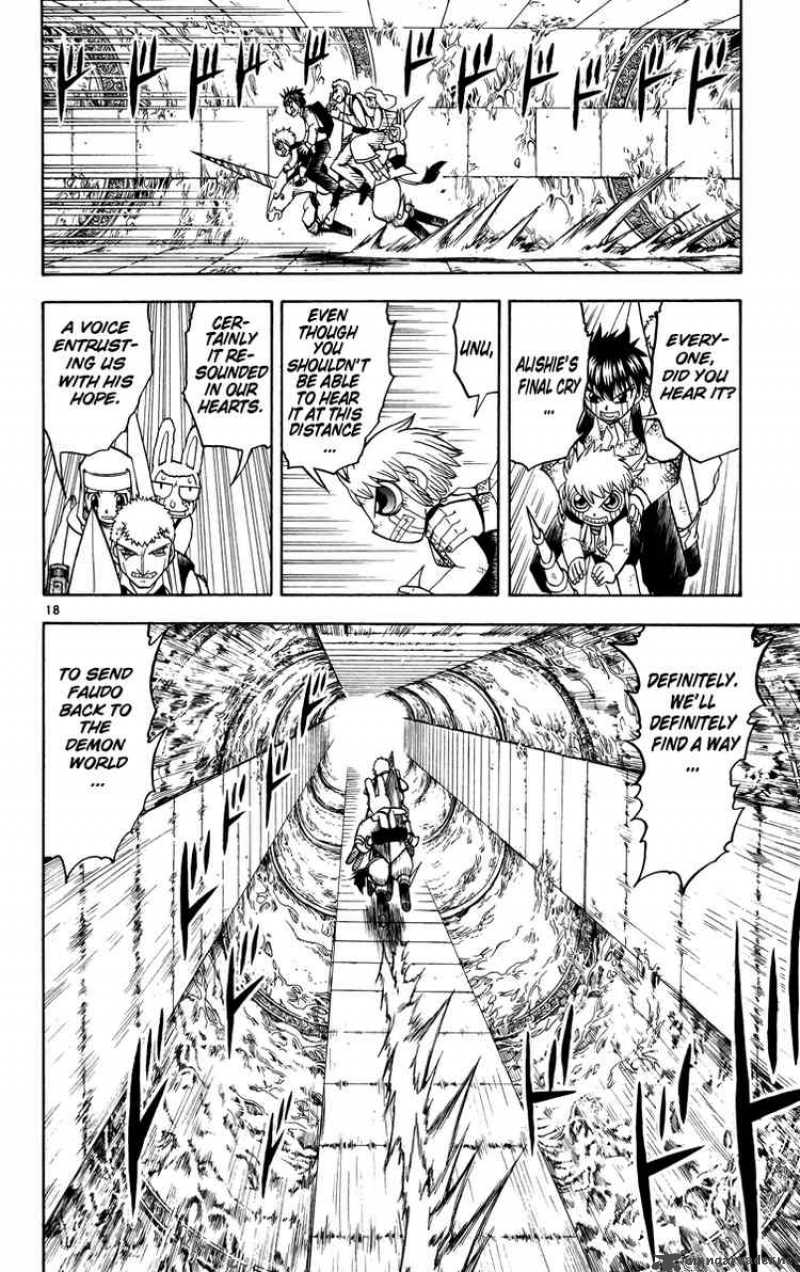 ドドドドドドドドドド
EVERY-
ONE,
DID YOU
HEAR IT?
ALISHIE'S
FINAL CRY
...
UNU,
EVEN
THOUGH
YOU
SHOULDN'T
BE ABLE
TO HEAR
IT AT THIS
DISTANCE
...
CER-
TAINLY
IT RE-
SOUNDED
IN OUR
HEARTS.
A VOICE
ENTRUST-
ING US
WITH HIS
HOPE.
18
DEFINITELY.
WE'LL
DEFINITELY
FIND A WAY
...
TO SEND
FAUDO
BACK TO
THE
DEMON
WORLD
...
ドドドドド
ドドドドド